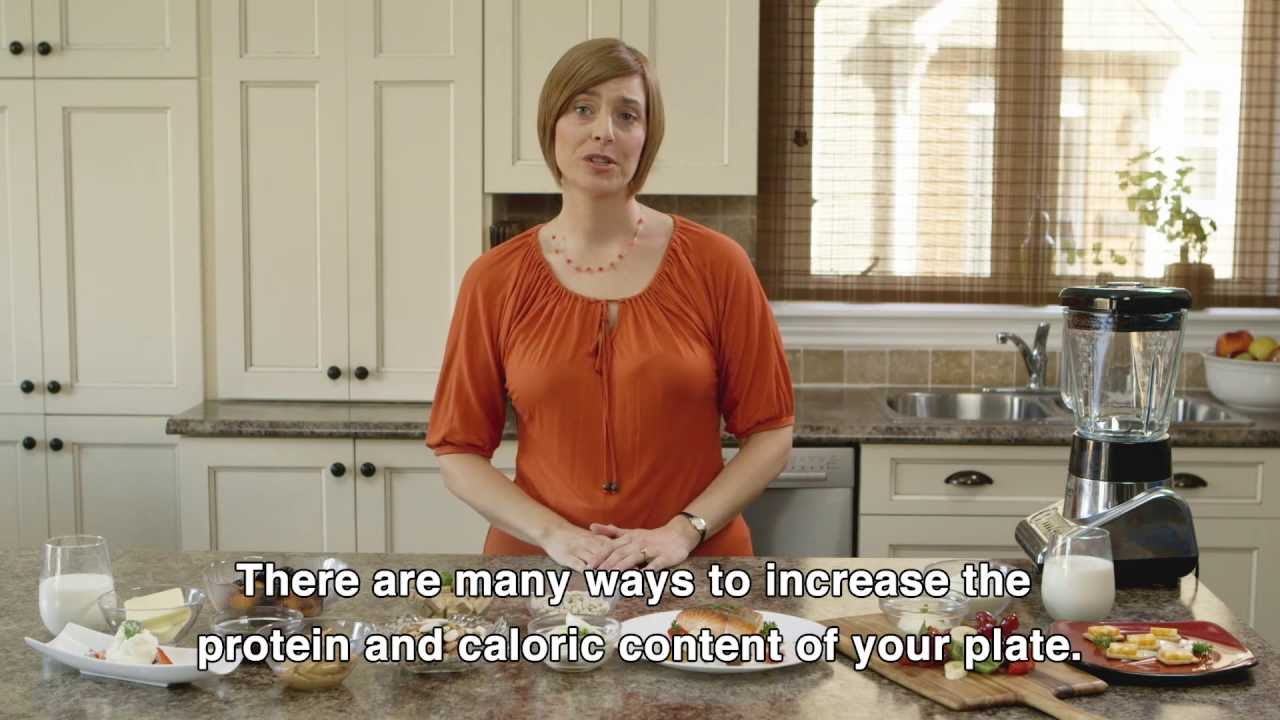 There are many ways to increase the
protein and caloric content of your plate.